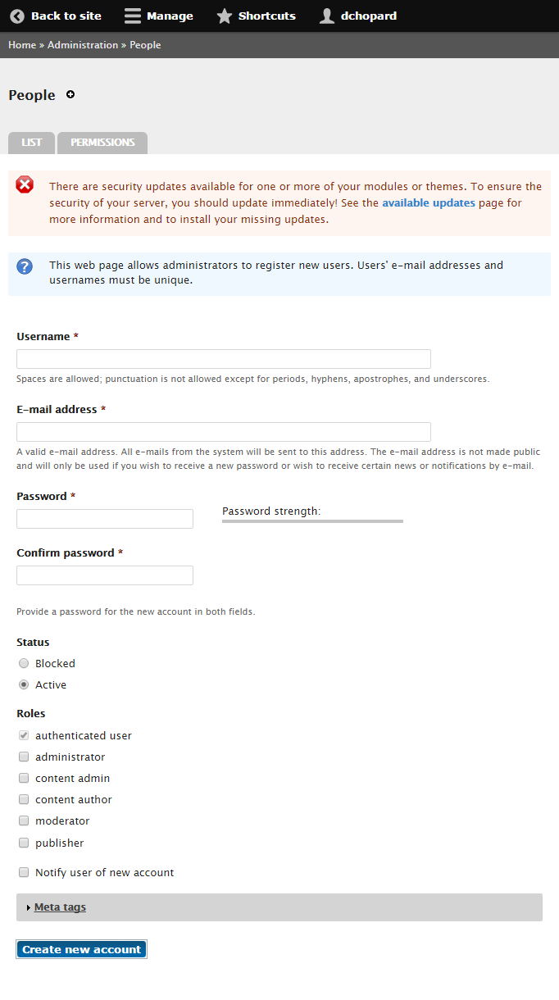 Back to site Manage Shortcuts dchopard
Home » Administration » People
People
LIST PERMISSIONS
There are security updates available for one or more of your modules or themes. To ensure the
security of your server, you should update immediately! See the available updates page for
more information and to install your missing updates.
This web page allows administrators to register new users. Users' e-mail addresses and
usernames must be unique.
Username *
Spaces are allowed; punctuation is not allowed except for periods, hyphens, apostrophes, and underscores.
E-mail address *
A valid e-mail address. All e-mails from the system will be sent to this address. The e-mail address is not made public
and will only be used if you wish to receive a new password or wish to receive certain news or notifications by e-mail.
Password *
Password strength:
Confirm password *
Provide a password for the new account in both fields.
Status
Blocked
Active
Roles
authenticated user
administrator
content admin
content author
moderator
publisher
Notify user of new account
Meta tags
Create new account